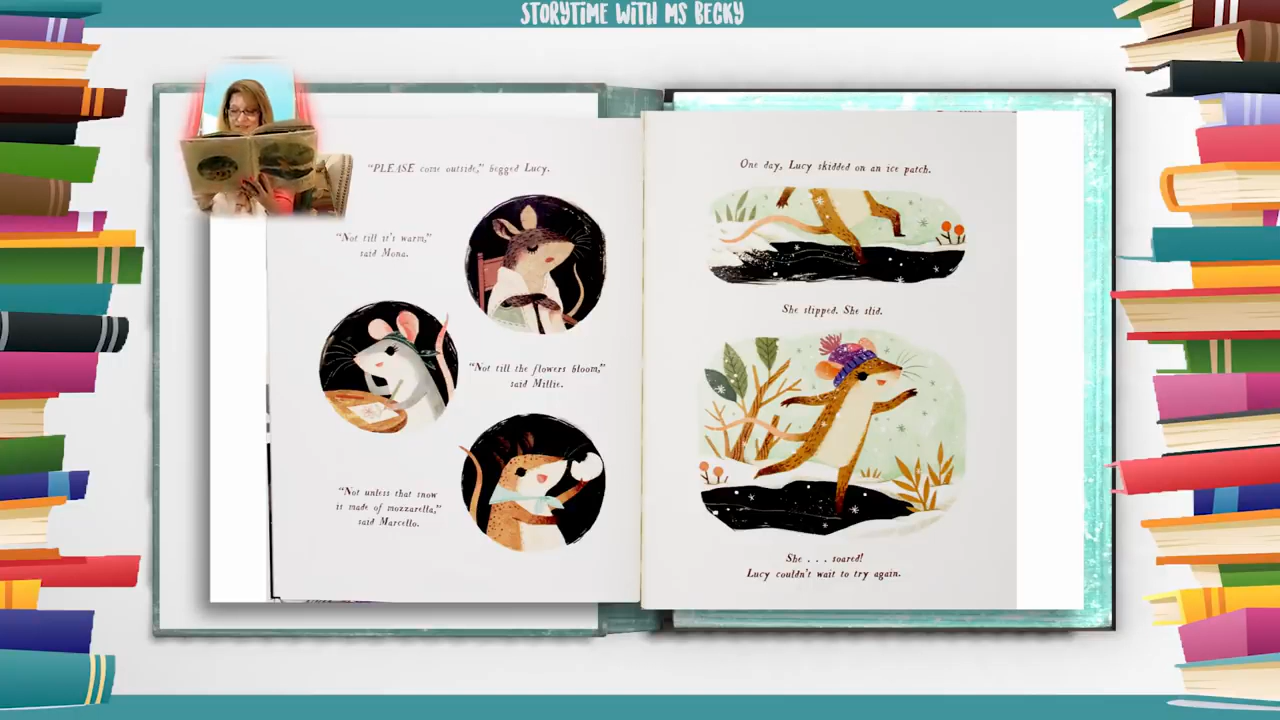 STORYTIME WITH MS BECKY
"PLEASE come outside," begged Lucy.
"Not till it's warm,"
said Mona.
"Not till the flowers bloom,"
said Millie.
"Not unless that snow
is made of mozzarella,"
said Marcello.
One day, Lucy skidded on an ice patch.
She slipped. She slid.
She . . . soared!
Lucy couldn't wait to try again.